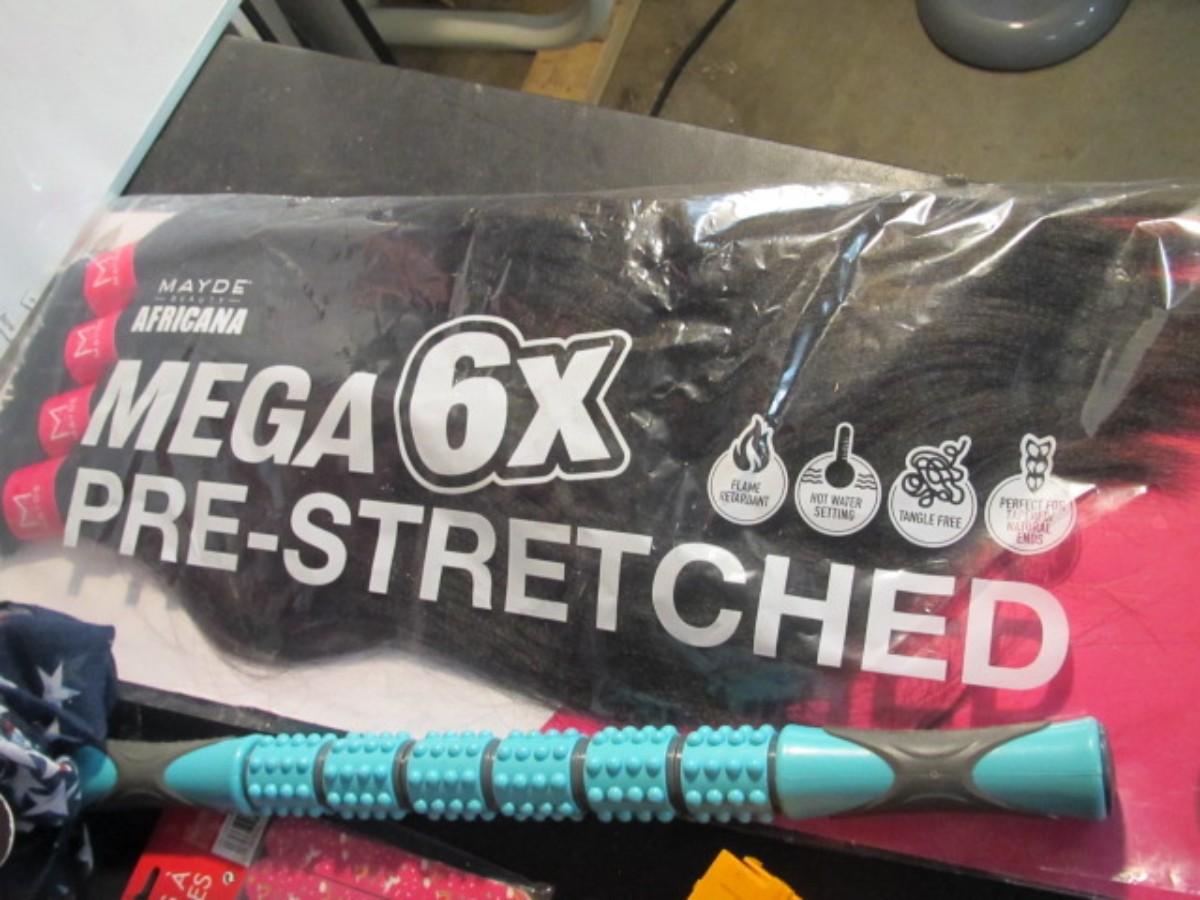 MAYDE
BEAUTY
AFRICANA
MEGA 6X
PRE-STRETCHED
FLAME
RETARDANT
HOT WATER
SETTING
TANGLE FREE
PERFECT FOR
NATURAL
ENDS